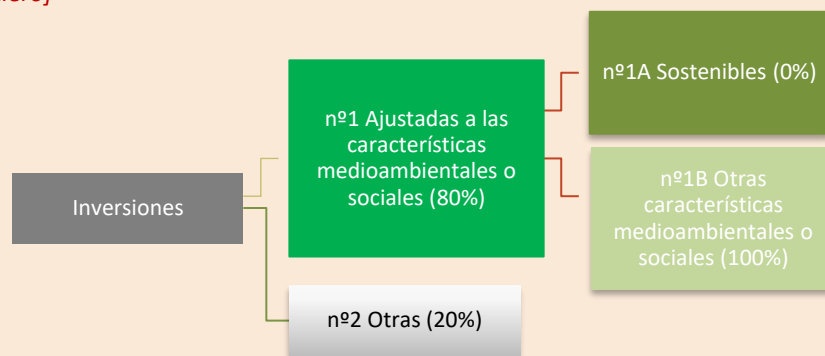 nº1A Sostenibles (0%)
nº1 Ajustadas a las
características
medioambientales o
sociales (80%)
nº1B Otras
características
medioambientales o
sociales (100%)
Inversiones
nº2 Otras (20%)